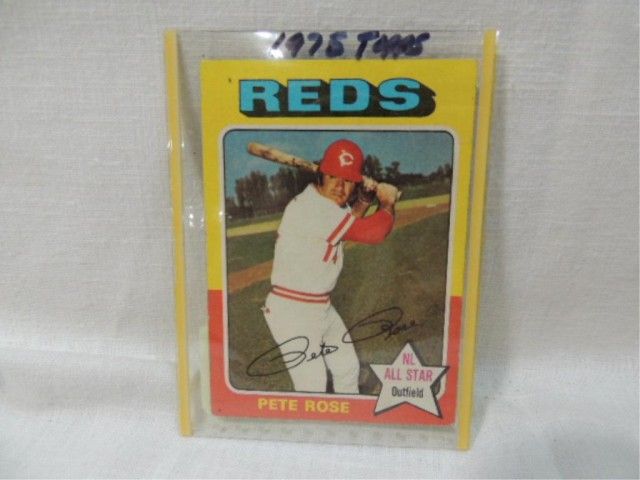 1975 Topps
REDS
Pete Rose
NL
ALL STAR
Outfield
PETE ROSE